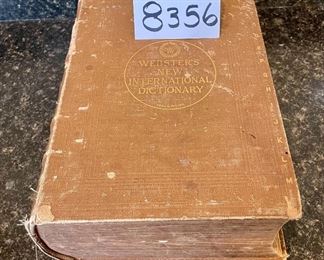 8356
WEBSTER'S
NEW
INTERNATIONAL
DICTIONARY